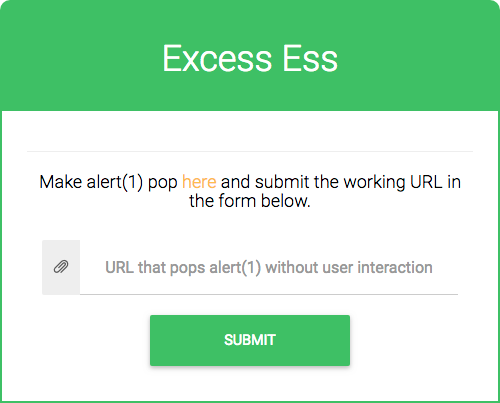 Excess Ess
Make alert(1) pop here and submit the working URL in
the form below.
URL that pops alert(1) without user interaction
SUBMIT